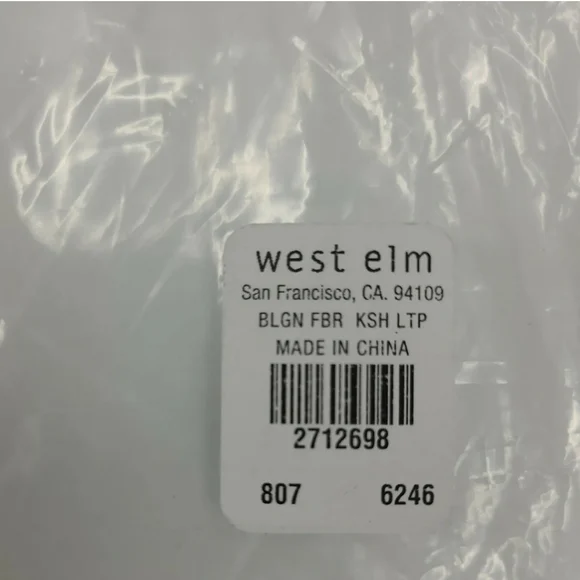 west elm
San Francisco, CA. 94109
BLGN FBR KSH LTP
MADE IN CHINA
2712698
807 6246